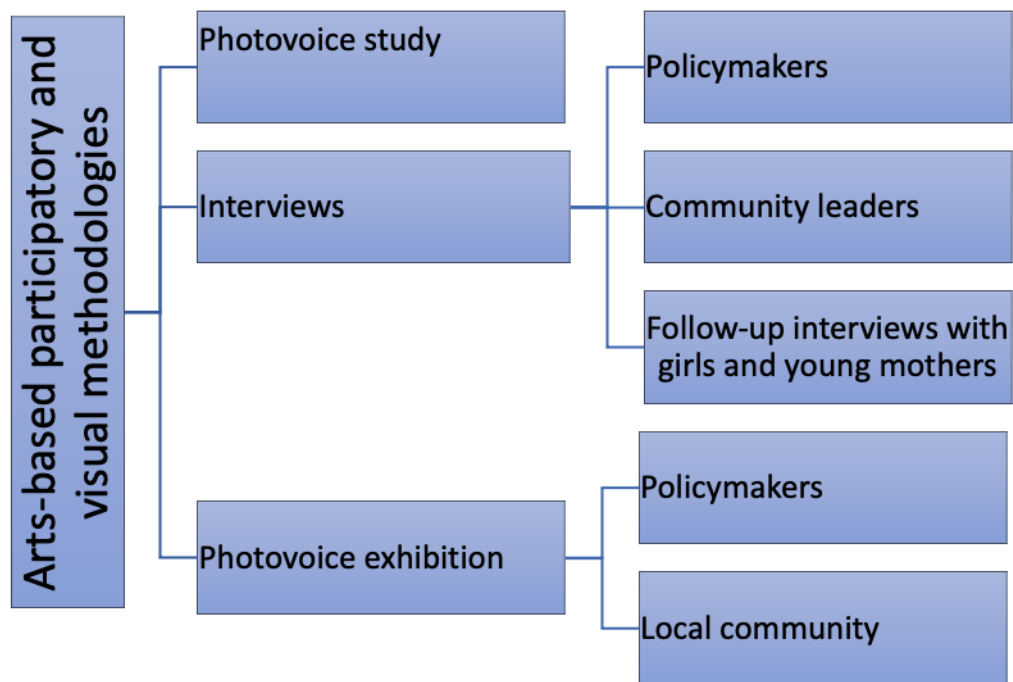 Arts-based participatory and
visual methodologies
Photovoice study
Interviews
Photovoice exhibition
Policymakers
Community leaders
Follow-up interviews with
girls and young mothers
Policymakers
Local community